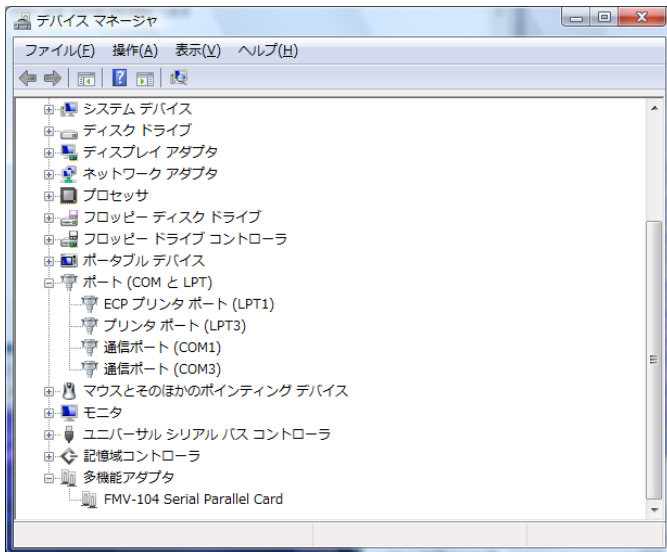 デバイス マネージャ
ファイル(F) 操作(A) 表示(V) ヘルプ(H)
システム デバイス
ディスク ドライブ
ディスプレイ アダプタ
ネットワーク アダプタ
プロセッサ
フロッピー ディスク ドライブ
フロッピー ドライブ コントローラ
ポータブル デバイス
ポート (COM と LPT)
ECP プリンタ ポート (LPT1)
プリンタ ポート (LPT3)
通信ポート (COM1)
通信ポート (COM3)
マウスとそのほかのポインティング デバイス
モニタ
ユニバーサル シリアル バス コントローラ
記憶域コントローラ
多機能アダプタ
FMV-104 Serial Parallel Card